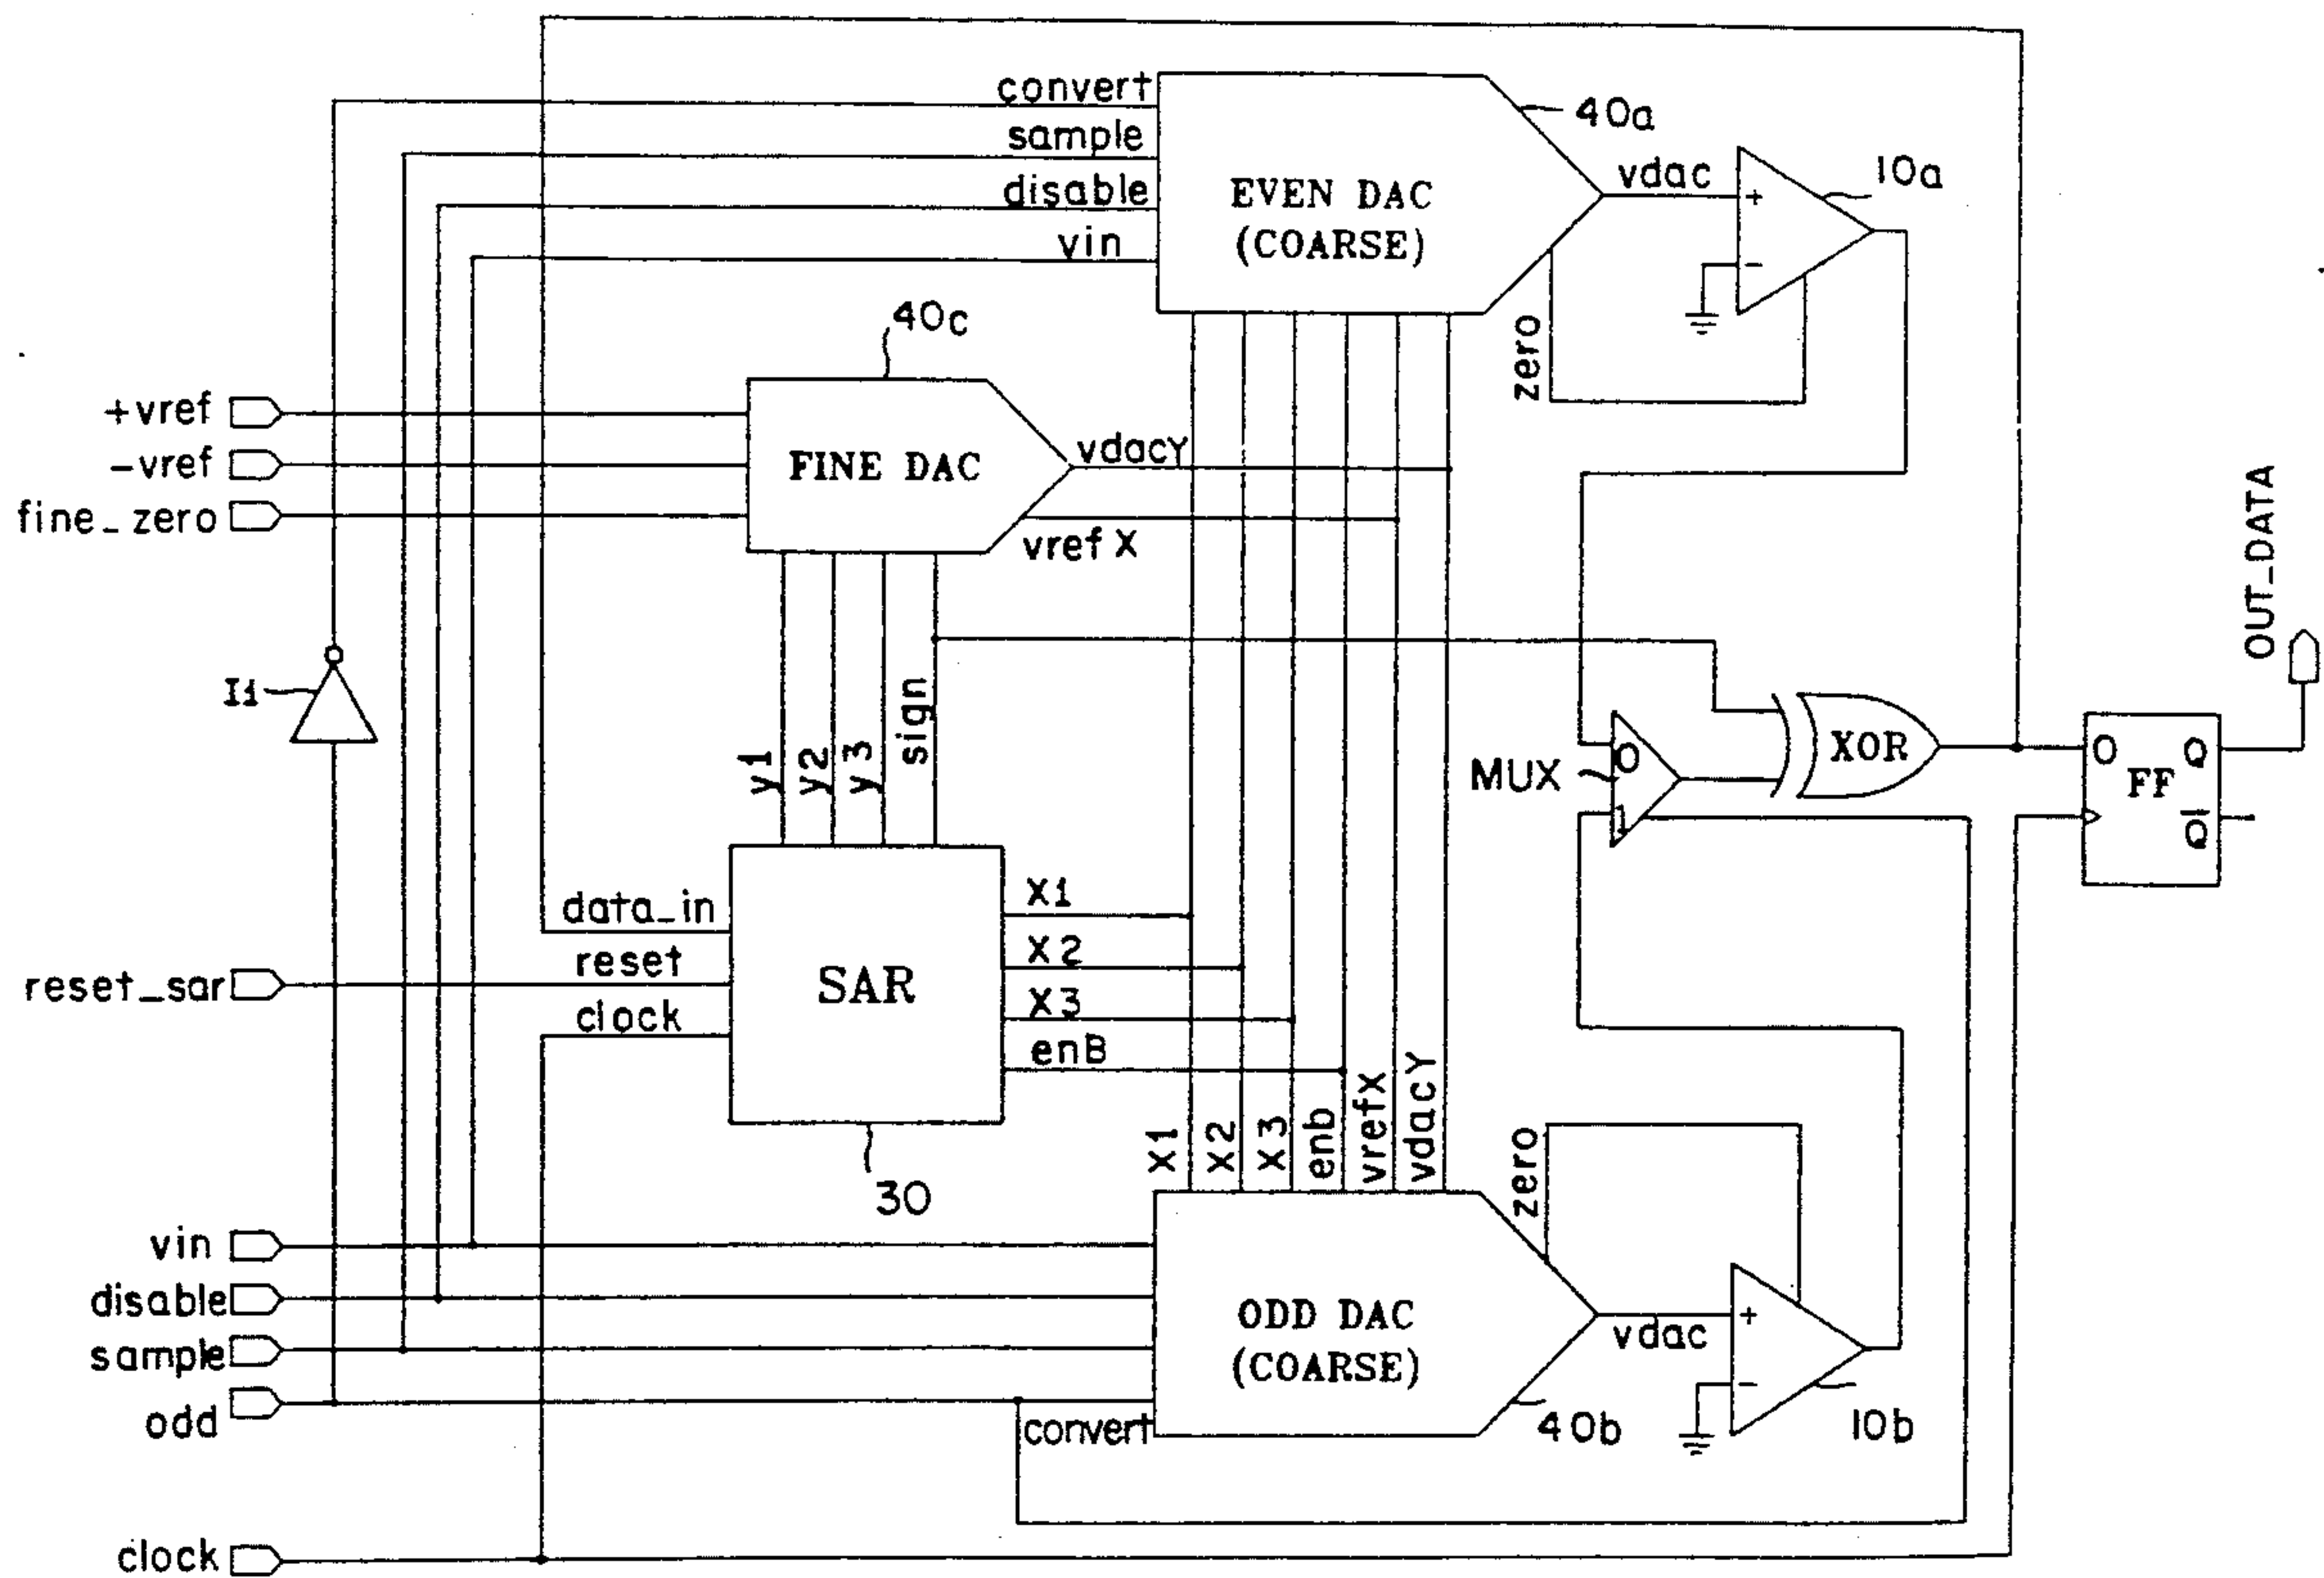 convert
sample
disable
vin
EVEN DAC
(COARSE)
40a
vdac
+
-
10a
zero
40c
+vref
-vref
fine_zero
FINE DAC
vdacY
vref X
I1
y1
y2
y3
sign
MUX
0
1
XOR
O
Q
FF
Q̅
OUT_DATA
data_in
reset
clock
reset_sar
SAR
X1
X2
X3
enB
30
X1
X2
X3
enb
vrefX
vdacY
zero
vin
disable
sample
odd
convert
ODD DAC
(COARSE)
40b
vdac
+
-
10b
clock